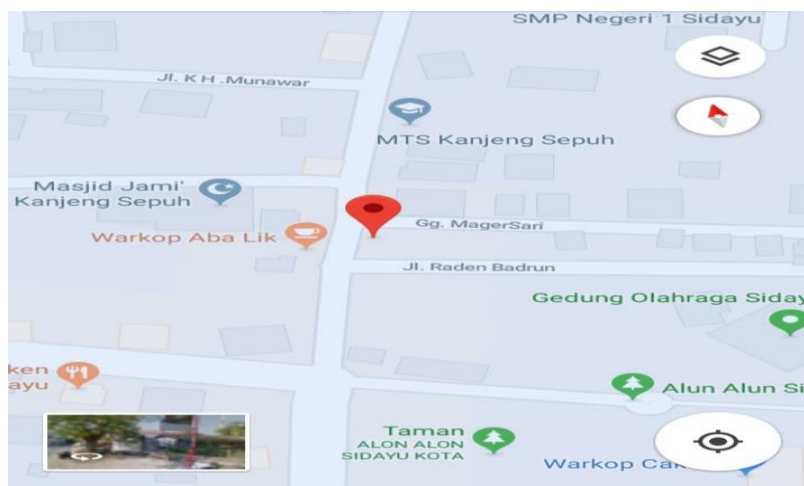 SMP Negeri 1 Sidayu
Jl. K H .Munawar
MTS Kanjeng Sepuh
Masjid Jami'
Kanjeng Sepuh
Gg. MagerSari
Warkop Aba Lik
Jl. Raden Badrun
Gedung Olahraga Siday
ken
ayu
Alun Alun Si
Taman
ALON ALON
SIDAYU KOTA
Warkop Cak